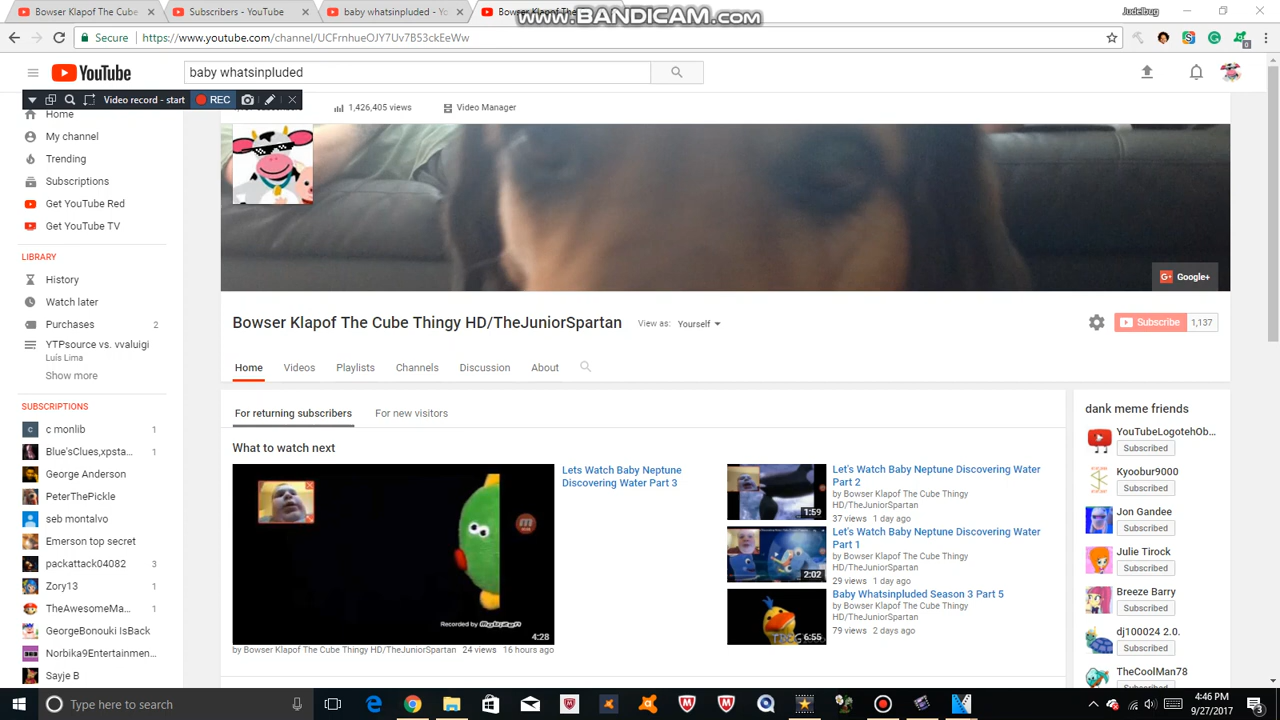 Bowser Klapof The Cube
Subscribers - YouTube
baby whatsinpluded - Yo
Bowser Klapof The
www.BANDICAM.com
Judelbug
Secure
https://www.youtube.com/channel/UCFrnhueOJY7Uv7B53ckEeWw
YouTube
baby whatsinpluded
Video record - start
REC
1,426,405 views
Video Manager
Home
My channel
Trending
Subscriptions
Get YouTube Red
Get YouTube TV
LIBRARY
History
Watch later
Purchases 2
YTPsource vs. vvaluigi
Luís Lima
Show more
SUBSCRIPTIONS
c monlib 1
Blue'sClues,xpsta... 1
George Anderson
PeterThePickle
seb montalvo
Emerson top secret
packattack04082 3
Zory13 1
TheAwesomeMa... 1
GeorgeBonouki IsBack
Norbika9Entertainmen...
Sayje B
Google+
Bowser Klapof The Cube Thingy HD/TheJuniorSpartan
View as: Yourself
Subscribe 1,137
Home
Videos
Playlists
Channels
Discussion
About
For returning subscribers
For new visitors
What to watch next
Lets Watch Baby Neptune
Discovering Water Part 3
Recorded by
4:28
by Bowser Klapof The Cube Thingy HD/TheJuniorSpartan 24 views 16 hours ago
1:59
Let's Watch Baby Neptune Discovering Water
Part 2
by Bowser Klapof The Cube Thingy
HD/TheJuniorSpartan
37 views 1 day ago
2:02
Let's Watch Baby Neptune Discovering Water
Part 1
by Bowser Klapof The Cube Thingy
HD/TheJuniorSpartan
29 views 1 day ago
6:55
Baby Whatsinpluded Season 3 Part 5
by Bowser Klapof The Cube Thingy
HD/TheJuniorSpartan
79 views 2 days ago
dank meme friends
YouTubeLogotehOb...
Subscribed
Kyoobur9000
Subscribed
Jon Gandee
Subscribed
Julie Tirock
Subscribed
Breeze Barry
Subscribed
dj100024 2.0.
Subscribed
TheCoolMan78
Subscribed
Type here to search
4:46 PM
9/27/2017
3